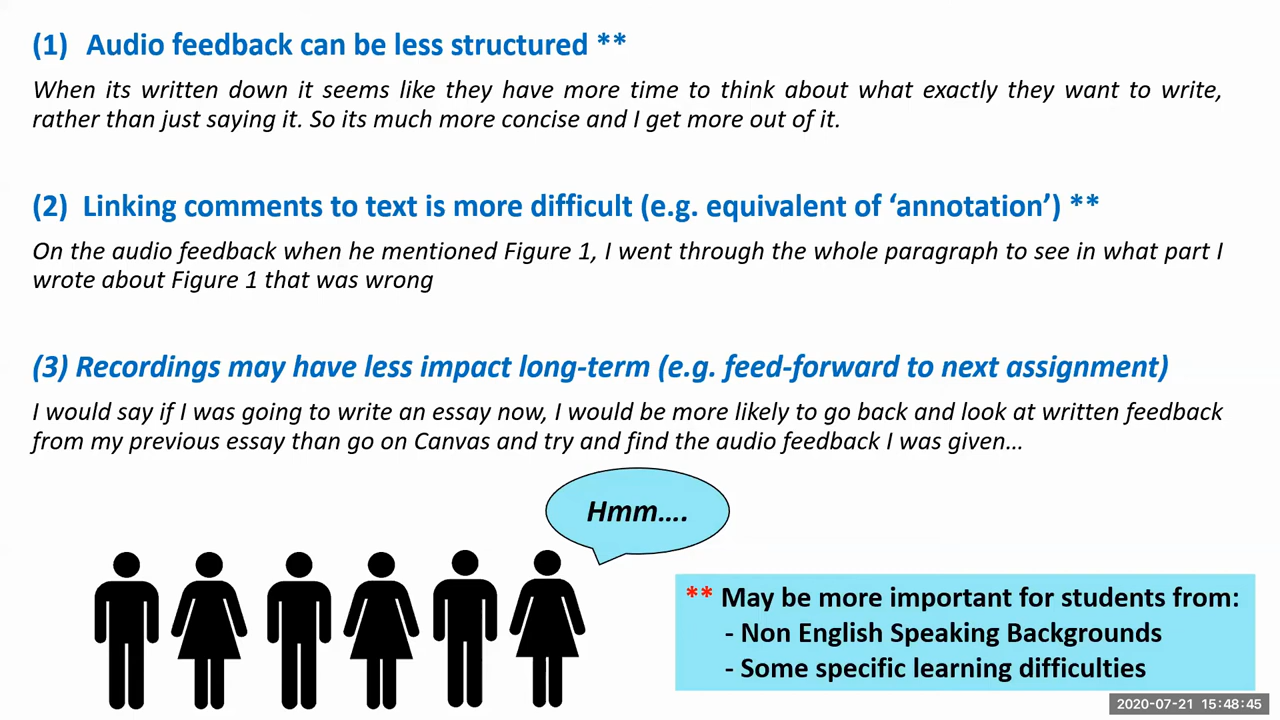 (1) Audio feedback can be less structured **
When its written down it seems like they have more time to think about what exactly they want to write,
rather than just saying it. So its much more concise and I get more out of it.
(2) Linking comments to text is more difficult (e.g. equivalent of ‘annotation’) **
On the audio feedback when he mentioned Figure 1, I went through the whole paragraph to see in what part I
wrote about Figure 1 that was wrong
(3) Recordings may have less impact long-term (e.g. feed-forward to next assignment)
I would say if I was going to write an essay now, I would be more likely to go back and look at written feedback
from my previous essay than go on Canvas and try and find the audio feedback I was given…
Hmm….
** May be more important for students from:
- Non English Speaking Backgrounds
- Some specific learning difficulties
2020-07-21 15:48:45